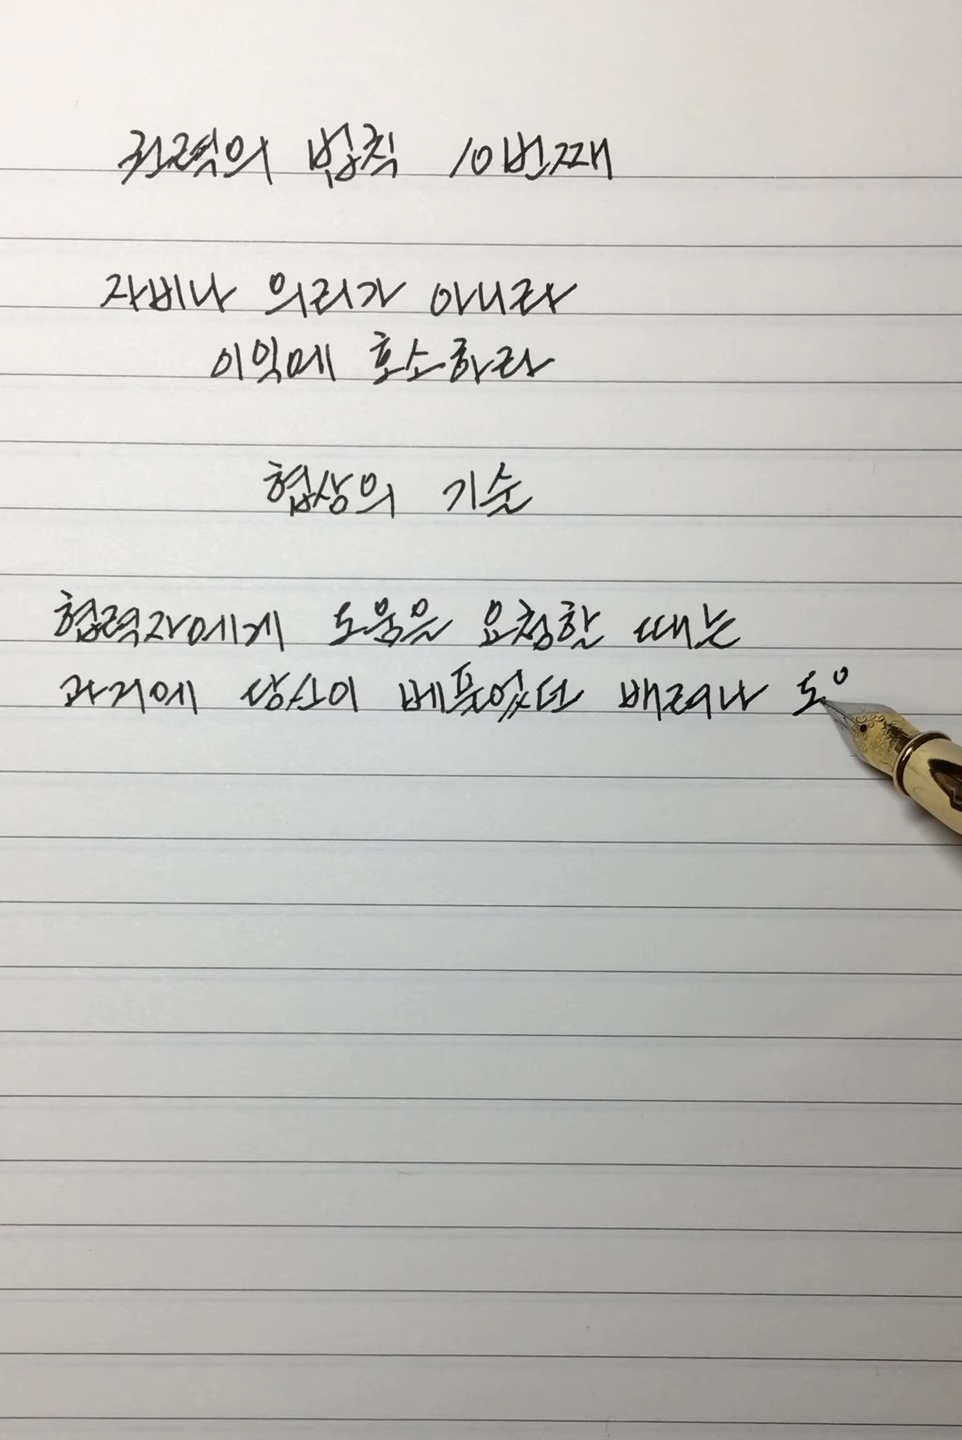 권력의 법칙 10번째
자비나 의리가 아니라
이익에 호소하라
협상의 기술
협력자에게 도움을 요청할 때는
과거에 당신이 베풀었던 배려나 도